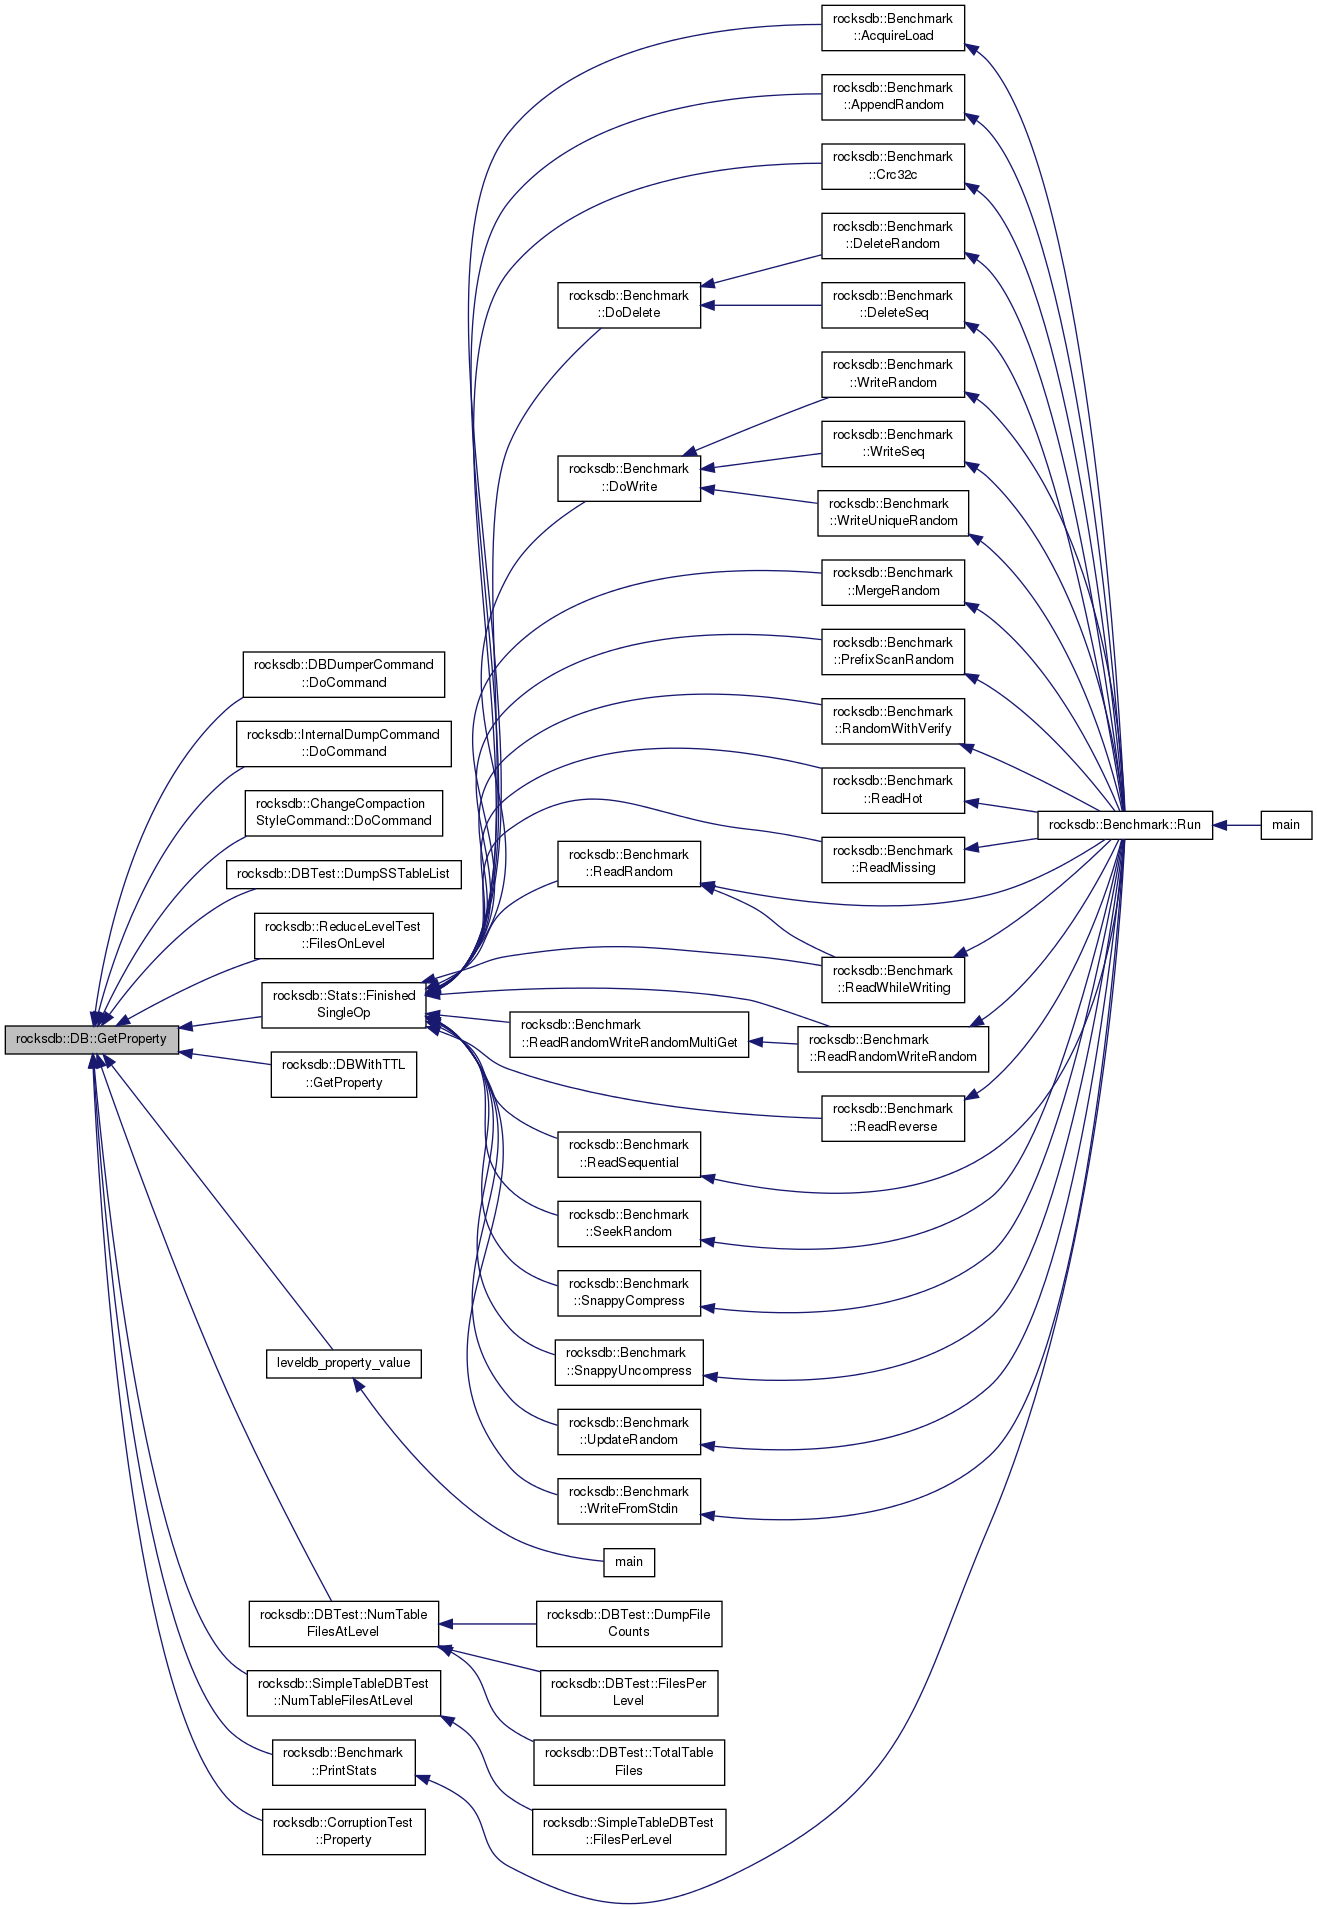 rocksdb::DB::GetProperty
rocksdb::DBDumperCommand
::DoCommand
rocksdb::InternalDumpCommand
::DoCommand
rocksdb::ChangeCompaction
StyleCommand::DoCommand
rocksdb::DBTest::DumpSSTableList
rocksdb::ReduceLevelTest
::FilesOnLevel
rocksdb::Stats::Finished
SingleOp
rocksdb::DBWithTTL
::GetProperty
leveldb_property_value
rocksdb::DBTest::NumTable
FilesAtLevel
rocksdb::SimpleTableDBTest
::NumTableFilesAtLevel
rocksdb::Benchmark
::PrintStats
rocksdb::CorruptionTest
::Property
rocksdb::Benchmark
::DoDelete
rocksdb::Benchmark
::DoWrite
rocksdb::Benchmark
::ReadRandom
rocksdb::Benchmark
::ReadRandomWriteRandomMultiGet
rocksdb::Benchmark
::ReadSequential
rocksdb::Benchmark
::SeekRandom
rocksdb::Benchmark
::SnappyCompress
rocksdb::Benchmark
::SnappyUncompress
rocksdb::Benchmark
::UpdateRandom
rocksdb::Benchmark
::WriteFromStdin
main
rocksdb::DBTest::DumpFile
Counts
rocksdb::DBTest::FilesPer
Level
rocksdb::DBTest::TotalTable
Files
rocksdb::SimpleTableDBTest
::FilesPerLevel
rocksdb::Benchmark
::AcquireLoad
rocksdb::Benchmark
::AppendRandom
rocksdb::Benchmark
::Crc32c
rocksdb::Benchmark
::DeleteRandom
rocksdb::Benchmark
::DeleteSeq
rocksdb::Benchmark
::WriteRandom
rocksdb::Benchmark
::WriteSeq
rocksdb::Benchmark
::WriteUniqueRandom
rocksdb::Benchmark
::MergeRandom
rocksdb::Benchmark
::PrefixScanRandom
rocksdb::Benchmark
::RandomWithVerify
rocksdb::Benchmark
::ReadHot
rocksdb::Benchmark
::ReadMissing
rocksdb::Benchmark
::ReadWhileWriting
rocksdb::Benchmark
::ReadRandomWriteRandom
rocksdb::Benchmark
::ReadReverse
rocksdb::Benchmark::Run
main